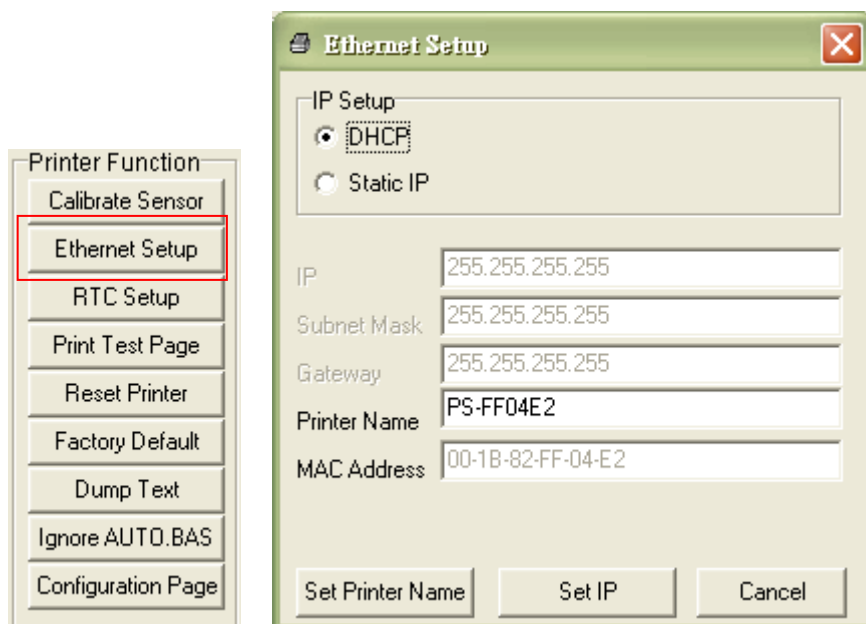 Printer Function
Calibrate Sensor
Ethernet Setup
RTC Setup
Print Test Page
Reset Printer
Factory Default
Dump Text
Ignore AUTO.BAS
Configuration Page
Ethernet Setup
IP Setup
DHCP
Static IP
IP 255.255.255.255
Subnet Mask 255.255.255.255
Gateway 255.255.255.255
Printer Name PS-FF04E2
MAC Address 00-1B-82-FF-04-E2
Set Printer Name Set IP Cancel